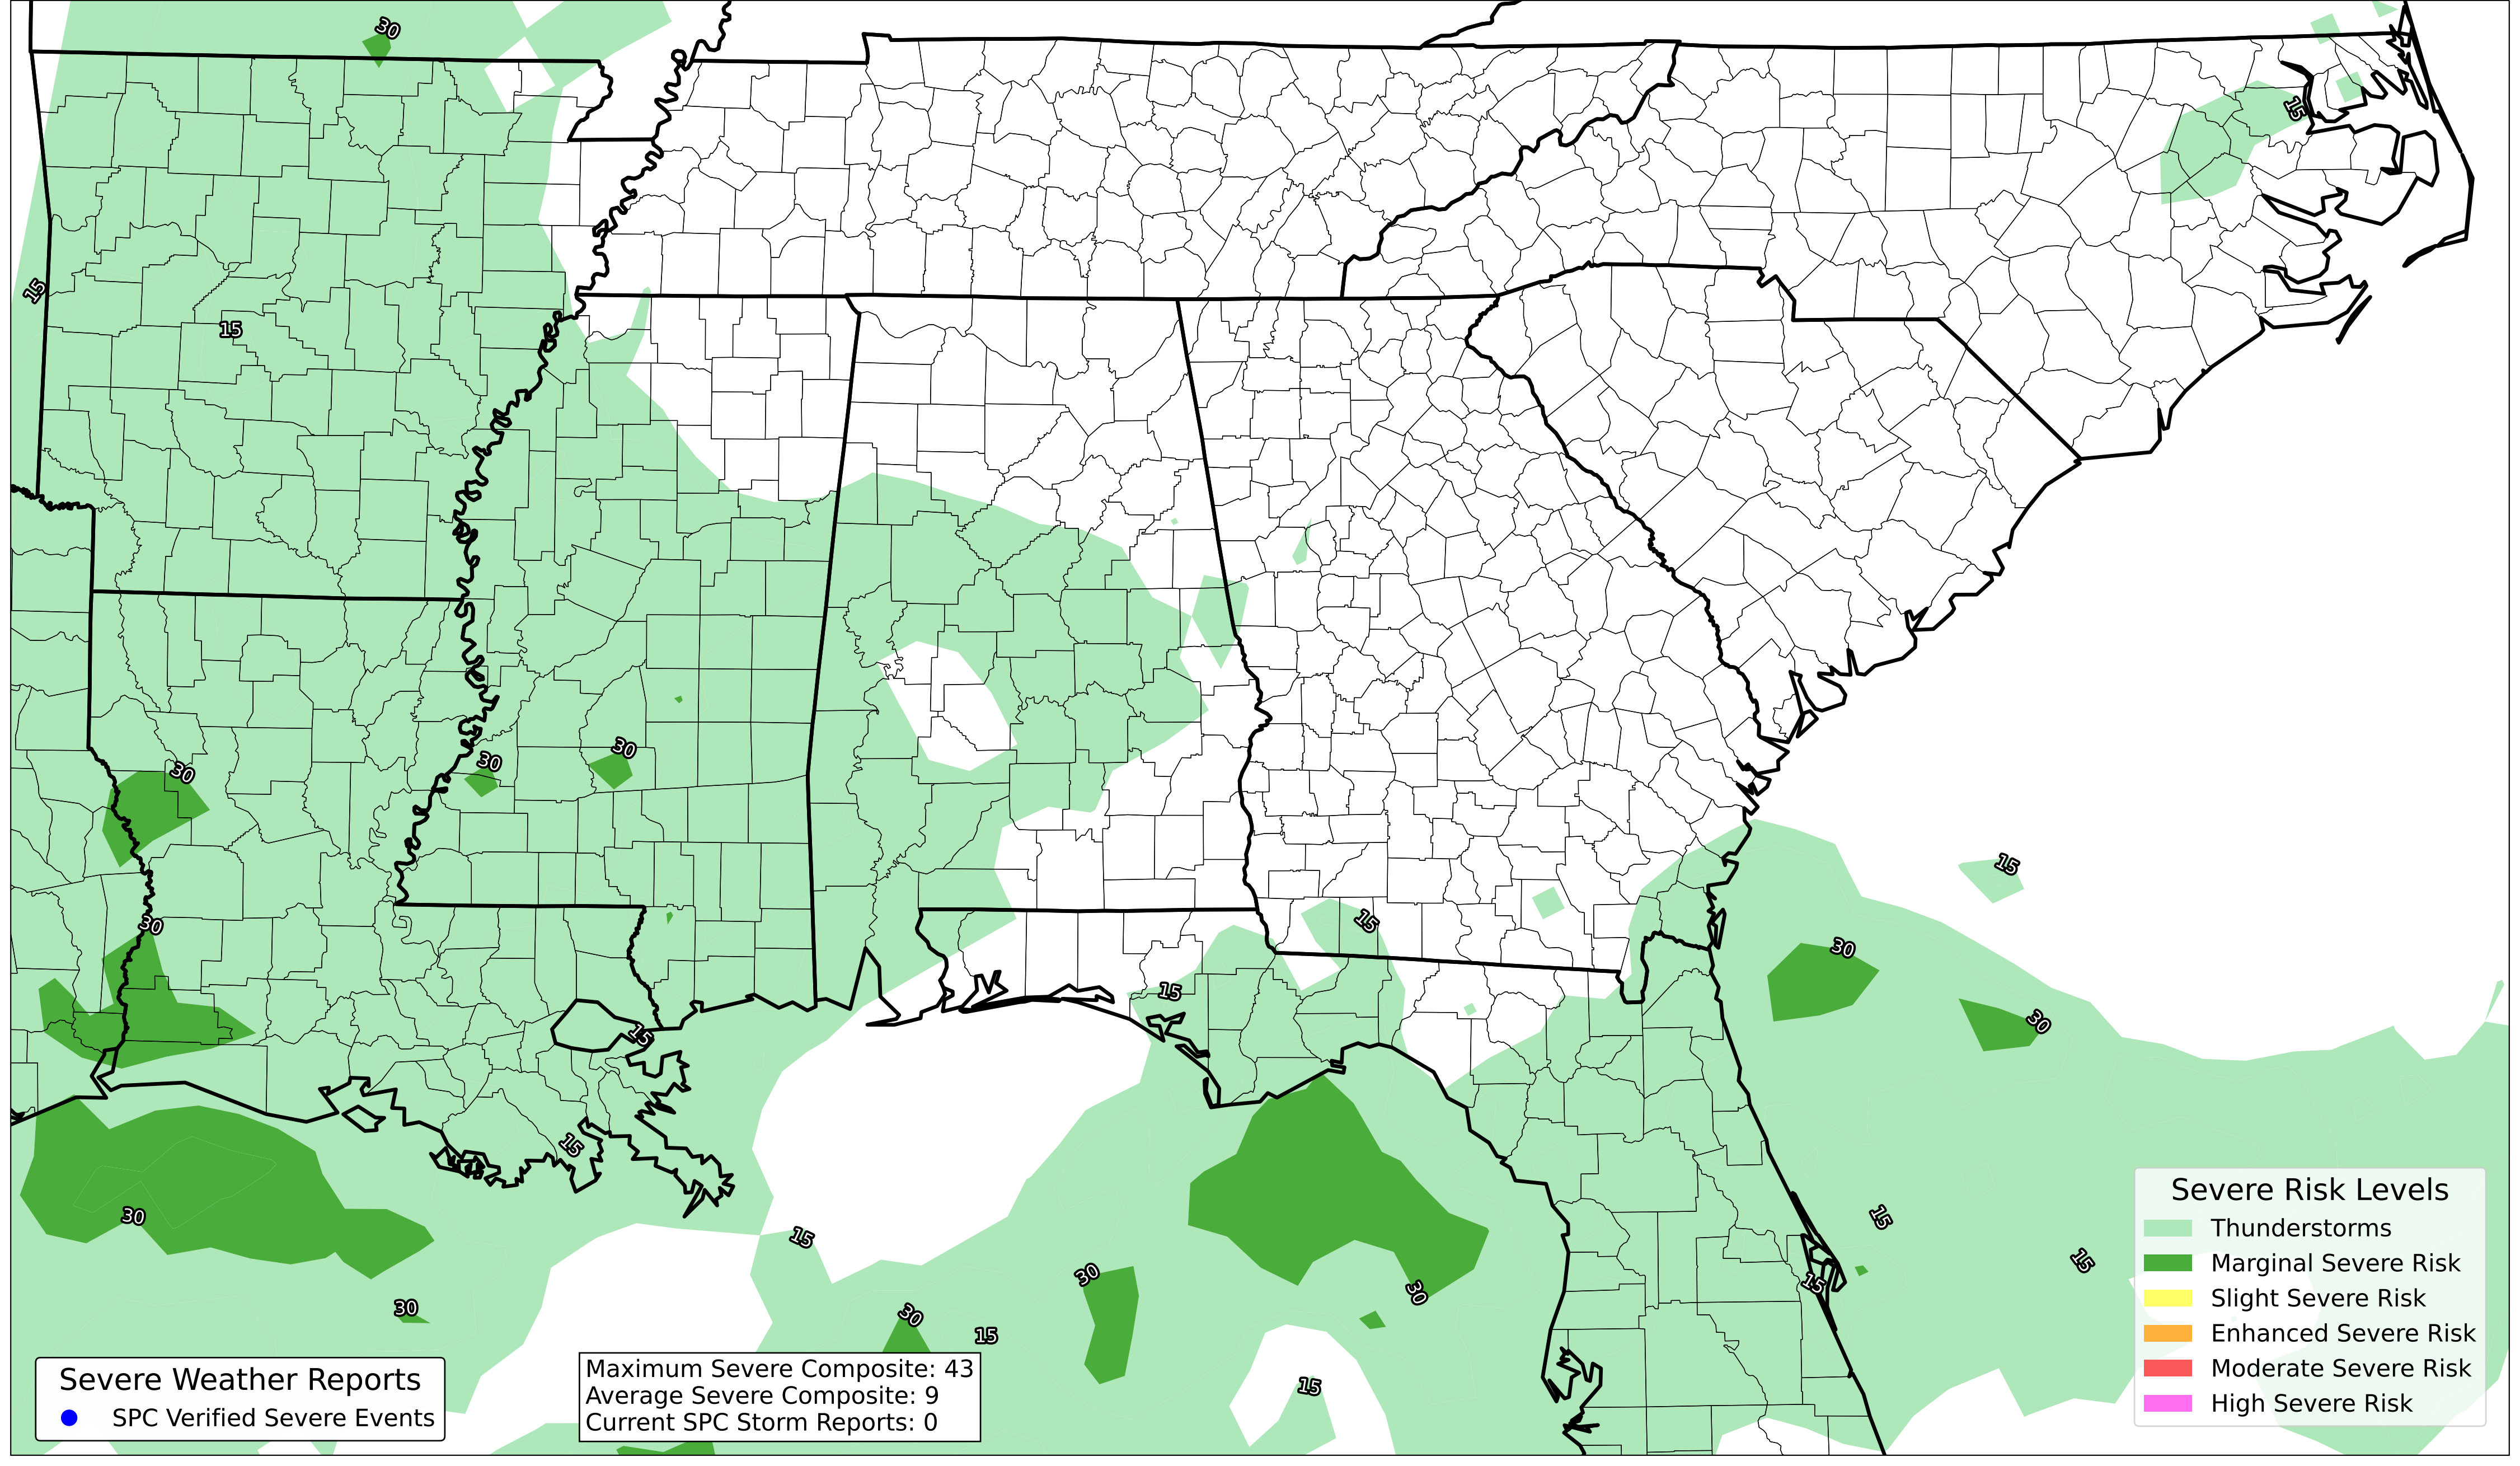 30
15
15
15
30
30
30
15
30
15
15
30
30
15
15
30
15
15
30
15
30
30
30
15
15
15
Severe Weather Reports
SPC Verified Severe Events
Maximum Severe Composite: 43
Average Severe Composite: 9
Current SPC Storm Reports: 0
Severe Risk Levels
Thunderstorms
Marginal Severe Risk
Slight Severe Risk
Enhanced Severe Risk
Moderate Severe Risk
High Severe Risk